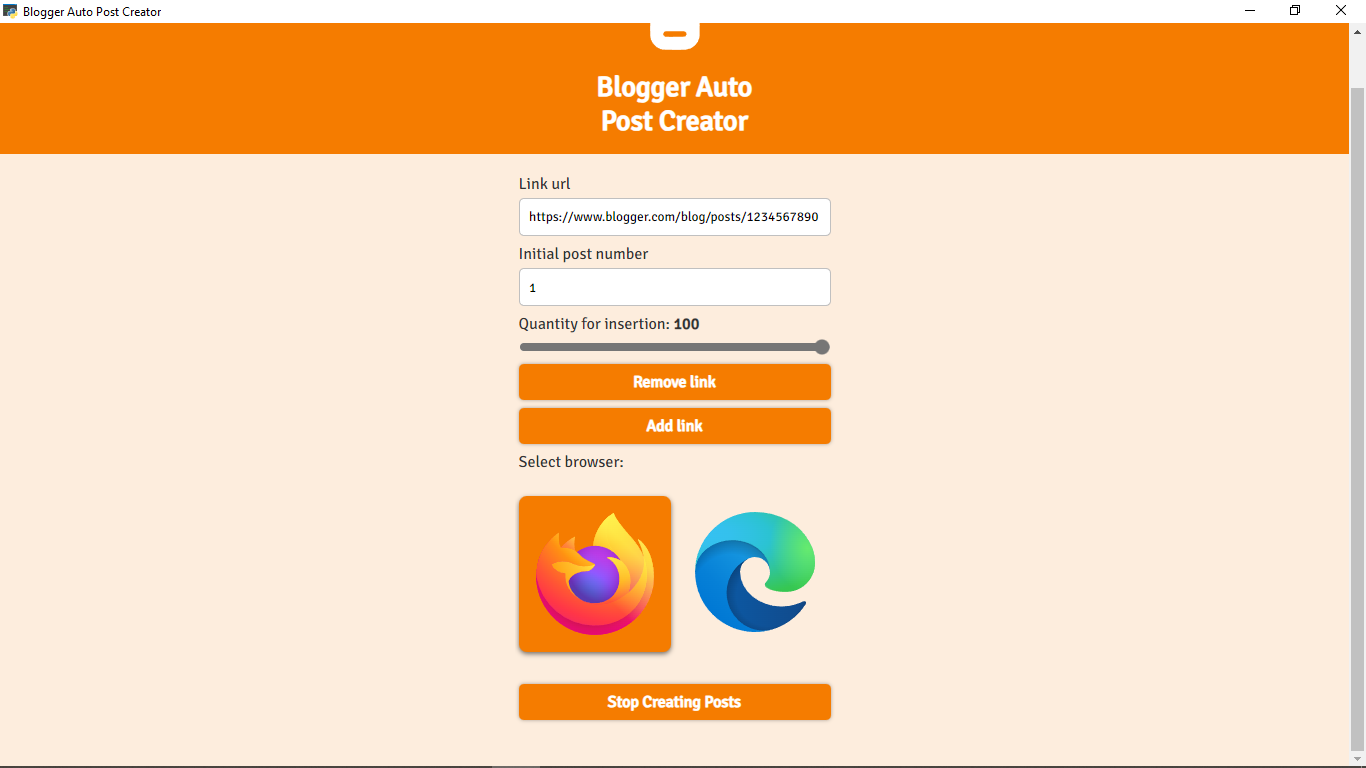 Blogger Auto Post Creator
Blogger Auto
Post Creator
Link url
https://www.blogger.com/blog/posts/1234567890
Initial post number
1
Quantity for insertion: 100
Remove link
Add link
Select browser:
Stop Creating Posts